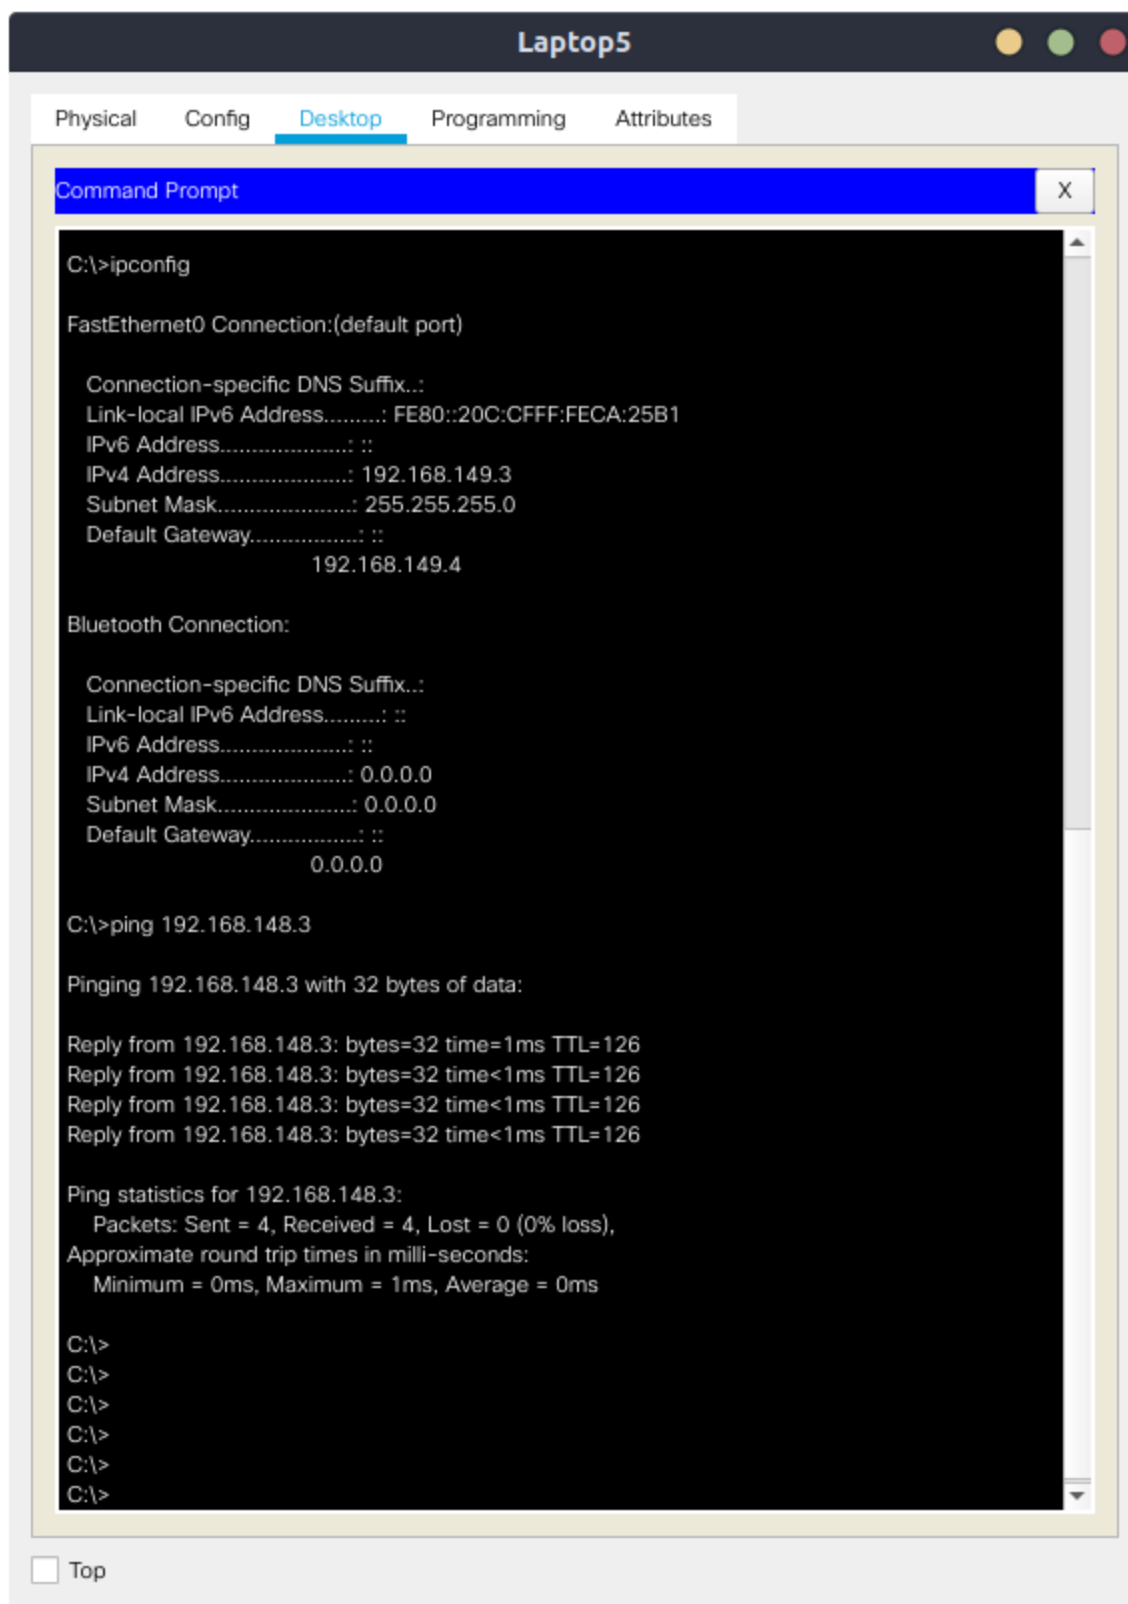 Laptop5
Physical Config Desktop Programming Attributes
Command Prompt X
C:\>ipconfig
FastEthernet0 Connection:(default port)
Connection-specific DNS Suffix..:
Link-local IPv6 Address.........: FE80::20C:CFFF:FECA:25B1
IPv6 Address....................: ::
IPv4 Address....................: 192.168.149.3
Subnet Mask.....................: 255.255.255.0
Default Gateway.................: ::
192.168.149.4
Bluetooth Connection:
Connection-specific DNS Suffix..:
Link-local IPv6 Address.........: ::
IPv6 Address....................: ::
IPv4 Address....................: 0.0.0.0
Subnet Mask.....................: 0.0.0.0
Default Gateway.................: ::
0.0.0.0
C:\>ping 192.168.148.3
Pinging 192.168.148.3 with 32 bytes of data:
Reply from 192.168.148.3: bytes=32 time=1ms TTL=126
Reply from 192.168.148.3: bytes=32 time<1ms TTL=126
Reply from 192.168.148.3: bytes=32 time<1ms TTL=126
Reply from 192.168.148.3: bytes=32 time<1ms TTL=126
Ping statistics for 192.168.148.3:
Packets: Sent = 4, Received = 4, Lost = 0 (0% loss),
Approximate round trip times in milli-seconds:
Minimum = 0ms, Maximum = 1ms, Average = 0ms
C:\>
C:\>
C:\>
C:\>
C:\>
C:\>
Top